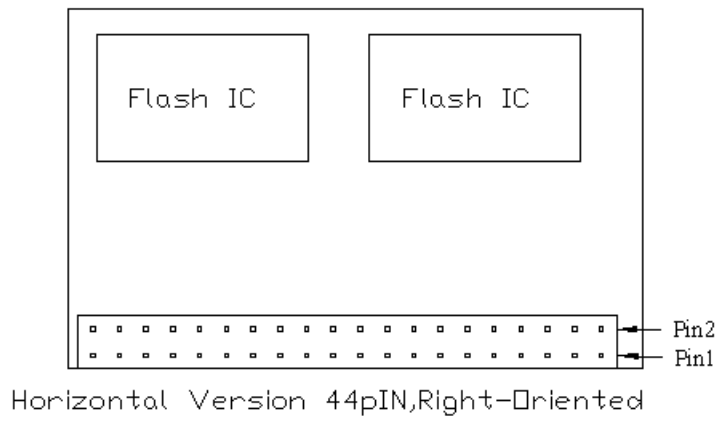 Flash IC Flash IC
Pin2
Pin1
Horizontal Version 44pIN,Right-Oriented